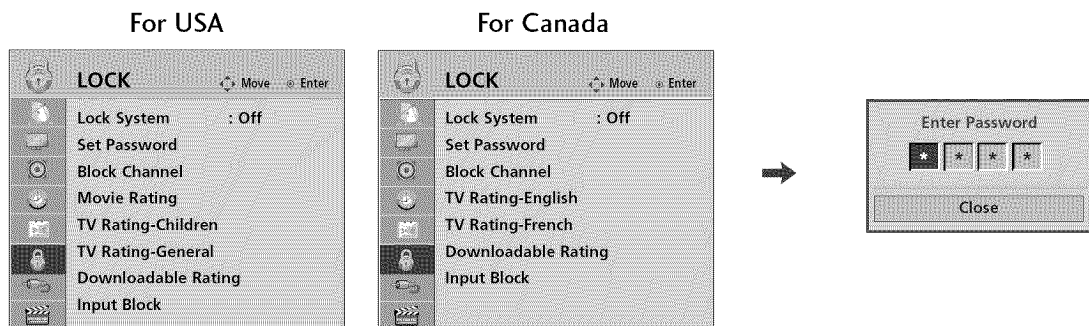 For USA
LOCK
Move Enter
Lock System : Off
Set Password
Block Channel
Movie Rating
TV Rating-Children
TV Rating-General
Downloadable Rating
Input Block
For Canada
LOCK
Move Enter
Lock System : Off
Set Password
Block Channel
TV Rating-English
TV Rating-French
Downloadable Rating
Input Block
Enter Password
* * * *
Close